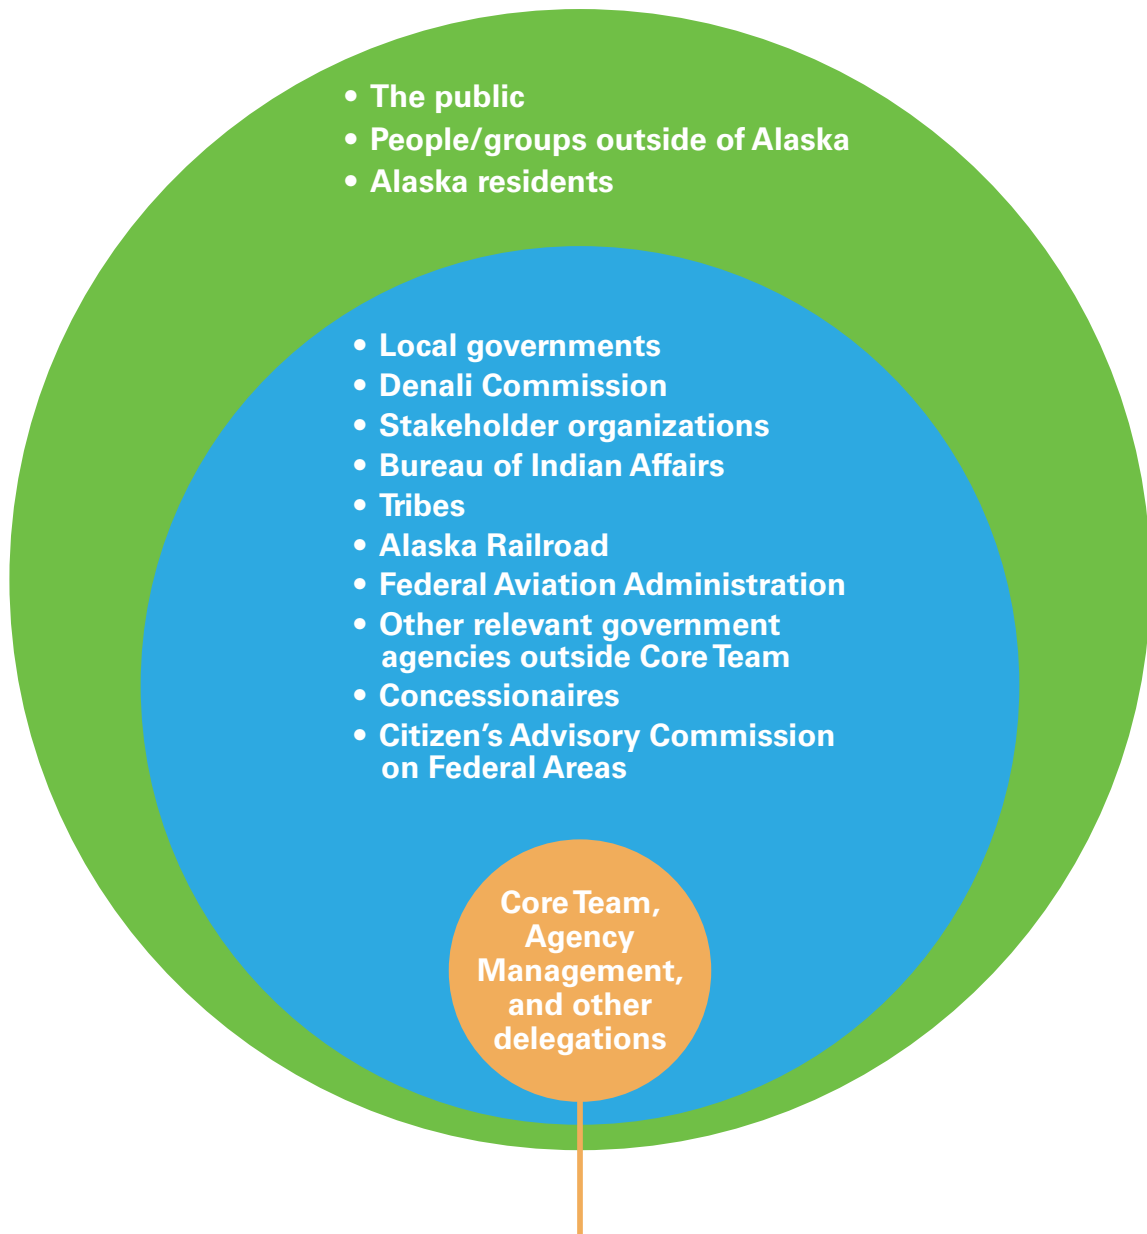 • The public
• People/groups outside of Alaska
• Alaska residents
• Local governments
• Denali Commission
• Stakeholder organizations
• Bureau of Indian Affairs
• Tribes
• Alaska Railroad
• Federal Aviation Administration
• Other relevant government
agencies outside Core Team
• Concessionaires
• Citizen's Advisory Commission
on Federal Areas
Core Team,
Agency
Management,
and other
delegations